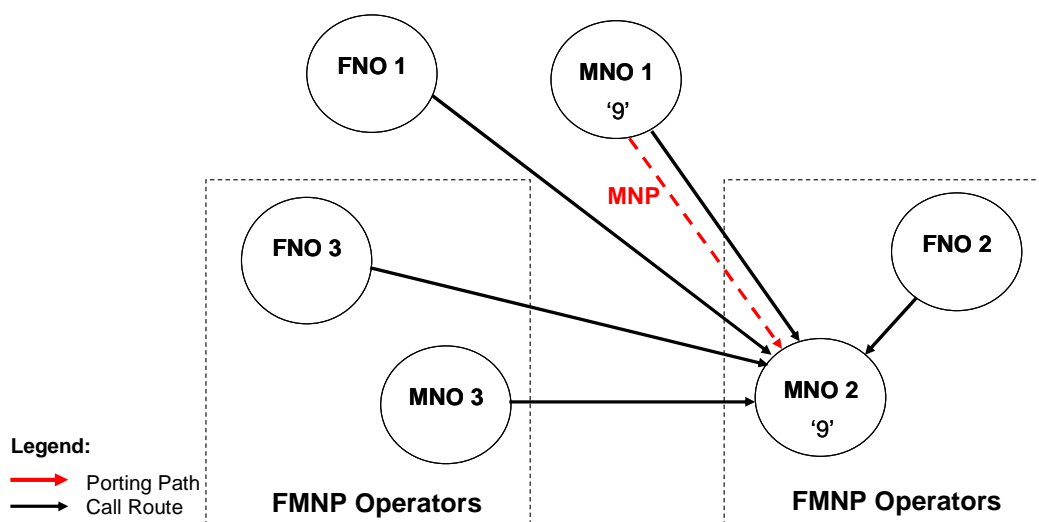 FNO 1
MNO 1
‘9’
MNP
FNO 3
FNO 2
MNO 3
MNO 2
‘9’
Legend:
Porting Path
Call Route
FMNP Operators
FMNP Operators